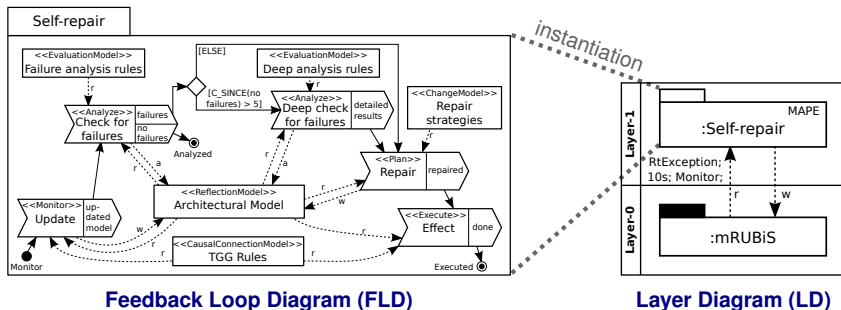 Self-repair
<<EvaluationModel>>
Failure analysis rules
[ELSE]
<<EvaluationModel>>
Deep analysis rules
r
r
[C_SINCE(no
failures) > 5]
<<ChangeModel>>
Repair
strategies
<<Analyze>>
Check for
failures
failures
no
failures
<<Analyze>>
Deep check
for failures
detailed
results
Analyzed
r
r
a
r
a
<<Plan>>
Repair
repaired
<<ReflectionModel>>
Architectural Model
r
w
<<Monitor>>
Update
up-
dated
model
w
r
r
<<Execute>>
Effect
done
<<CausalConnectionModel>>
TGG Rules
r
r
Monitor
Executed
Feedback Loop Diagram (FLD)
instantiation
Layer-1
MAPE
:Self-repair
RtException;
10s; Monitor;
r
w
Layer-0
:mRUBiS
Layer Diagram (LD)